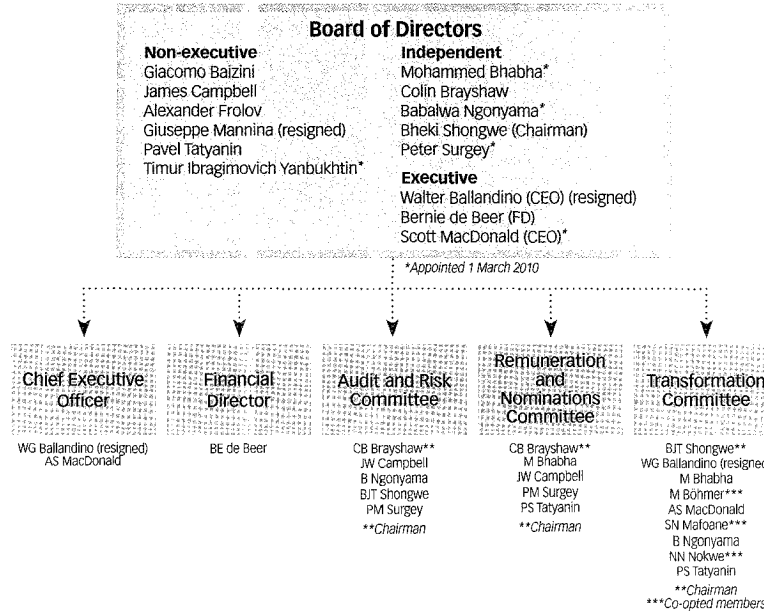 Board of Directors
Non-executive
Giacomo Baizini
James Campbell
Alexander Frolov
Giuseppe Mannina (resigned)
Pavel Tatyanin
Timur Ibragimovich Yanbukhtin*
Independent
Mohammed Bhabha*
Colin Brayshaw
Babalwa Ngonyama*
Bheki Shongwe (Chairman)
Peter Surgey*
Executive
Walter Ballandino (CEO) (resigned)
Bernie de Beer (FD)
Scott MacDonald (CEO)*
*Appointed 1 March 2010
Chief Executive
Officer
WG Ballandino (resigned)
AS MacDonald
Financial
Director
BE de Beer
Audit and Risk
Committee
CB Brayshaw**
JW Campbell
B Ngonyama
BJT Shongwe
PM Surgey
**Chairman
Remuneration
and
Nominations
Committee
CB Brayshaw**
M Bhabha
JW Campbell
PM Surgey
PS Tatyanin
**Chairman
Transformation
Committee
BJT Shongwe**
WG Ballandino (resigned
M Bhabha
M Böhmer***
AS MacDonald
SN Mafoane***
B Ngonyama
NN Nokwe***
PS Tatyanin
**Chairman
***Co-opted members